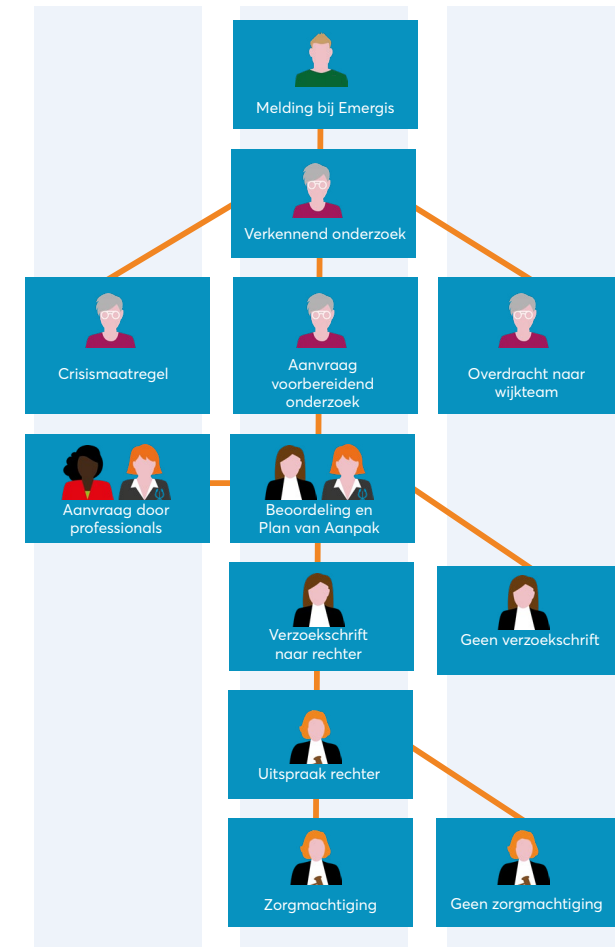 Melding bij Emergis
Verkennend onderzoek
Crisismaatregel
Aanvraag
voorbereidend
onderzoek
Overdracht naar
wijkteam
Aanvraag door
professionals
Beoordeling en
Plan van Aanpak
Verzoekschrift
naar rechter
Geen verzoekschrift
Uitspraak rechter
Zorgmachtiging
Geen zorgmachtiging